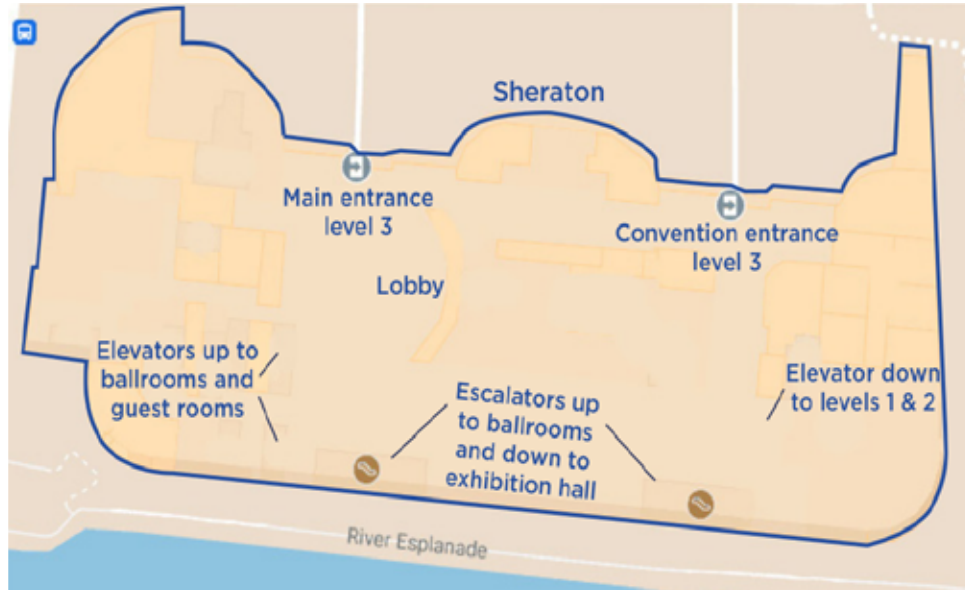 Sheraton
Main entrance
level 3
Convention entrance
level 3
Lobby
Elevators up to
ballrooms and
guest rooms
Escalators up
to ballrooms
and down to
exhibition hall
Elevator down
to levels 1 & 2
River Esplanade